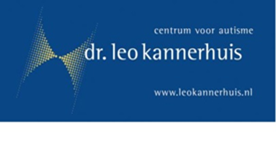 centrum voor autisme
dr. leo kannerhuis
www.leokannerhuis.nl